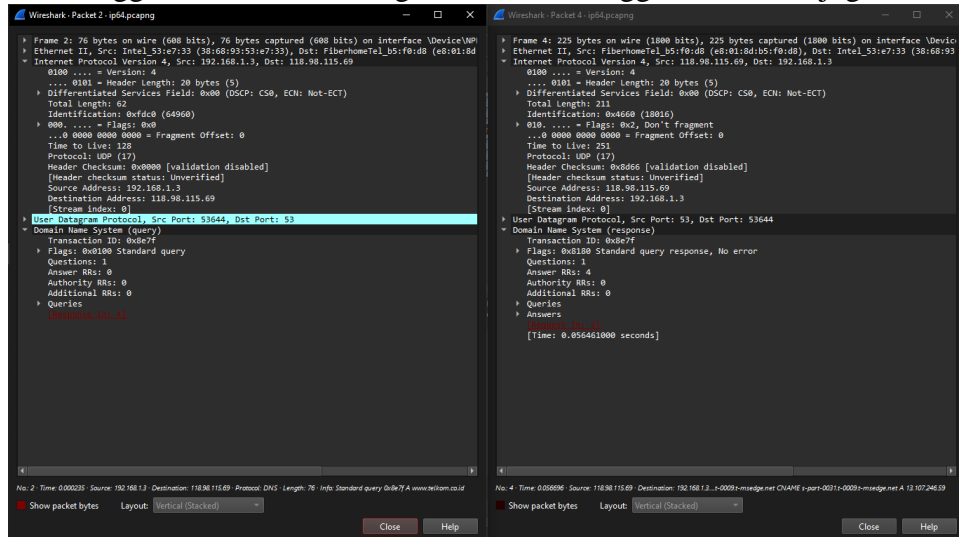 Wireshark · Packet 2 · ip64.pcapng
Frame 2: 76 bytes on wire (608 bits), 76 bytes captured (608 bits) on interface \Device\NPI
Ethernet II, Src: Intel_53:e7:33 (38:68:93:53:e7:33), Dst: FiberhomeTel_b5:f0:d8 (e8:01:8d
Internet Protocol Version 4, Src: 192.168.1.3, Dst: 118.98.115.69
0100 .... = Version: 4
.... 0101 = Header Length: 20 bytes (5)
Differentiated Services Field: 0x00 (DSCP: CS0, ECN: Not-ECT)
Total Length: 62
Identification: 0xfdc0 (64960)
000. .... = Flags: 0x0
...0 0000 0000 0000 = Fragment Offset: 0
Time to Live: 128
Protocol: UDP (17)
Header Checksum: 0x0000 [validation disabled]
[Header checksum status: Unverified]
Source Address: 192.168.1.3
Destination Address: 118.98.115.69
[Stream index: 0]
User Datagram Protocol, Src Port: 53644, Dst Port: 53
Domain Name System (query)
Transaction ID: 0x8e7f
Flags: 0x0100 Standard query
Questions: 1
Answer RRs: 0
Authority RRs: 0
Additional RRs: 0
Queries
[Response In: 4]
No.: 2 · Time: 0.000235 · Source: 192.168.1.3 · Destination: 118.98.115.69 · Protocol: DNS · Length: 76 · Info: Standard query 0x8e7f A www.telkom.co.id
Show packet bytes
Layout: Vertical (Stacked)
Close
Help
Wireshark · Packet 4 · ip64.pcapng
Frame 4: 225 bytes on wire (1800 bits), 225 bytes captured (1800 bits) on interface \Devic
Ethernet II, Src: FiberhomeTel_b5:f0:d8 (e8:01:8d:b5:f0:d8), Dst: Intel_53:e7:33 (38:68:93
Internet Protocol Version 4, Src: 118.98.115.69, Dst: 192.168.1.3
0100 .... = Version: 4
.... 0101 = Header Length: 20 bytes (5)
Differentiated Services Field: 0x00 (DSCP: CS0, ECN: Not-ECT)
Total Length: 211
Identification: 0x4660 (18016)
010. .... = Flags: 0x2, Don't fragment
...0 0000 0000 0000 = Fragment Offset: 0
Time to Live: 251
Protocol: UDP (17)
Header Checksum: 0x8d66 [validation disabled]
[Header checksum status: Unverified]
Source Address: 118.98.115.69
Destination Address: 192.168.1.3
[Stream index: 0]
User Datagram Protocol, Src Port: 53, Dst Port: 53644
Domain Name System (response)
Transaction ID: 0x8e7f
Flags: 0x8180 Standard query response, No error
Questions: 1
Answer RRs: 4
Authority RRs: 0
Additional RRs: 0
Queries
Answers
[Time: 0.056461000 seconds]
No.: 4 · Time: 0.056696 · Source: 118.98.115.69 · Destination: 192.168.1.3...t-0009.t-msedge.net CNAME s-part-0031.t-0009.t-msedge.net A 13.107.246.59
Show packet bytes
Layout: Vertical (Stacked)
Close
Help